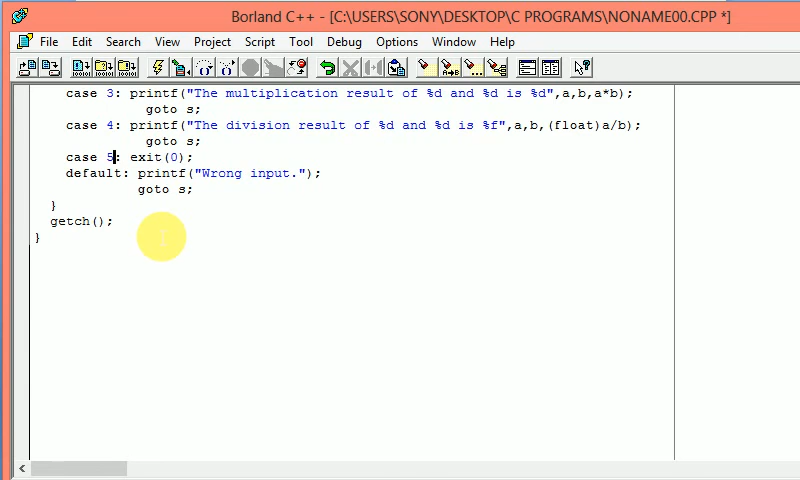 Borland C++ - [C:\USERS\SONY\DESKTOP\C PROGRAMS\NONAME00.CPP *]
File Edit Search View Project Script Tool Debug Options Window Help
case 3: printf("The multiplication result of %d and %d is %d",a,b,a*b);
goto s;
case 4: printf("The division result of %d and %d is %f",a,b,(float)a/b);
goto s;
case 5: exit(0);
default: printf("Wrong input.");
goto s;
}
getch();
}